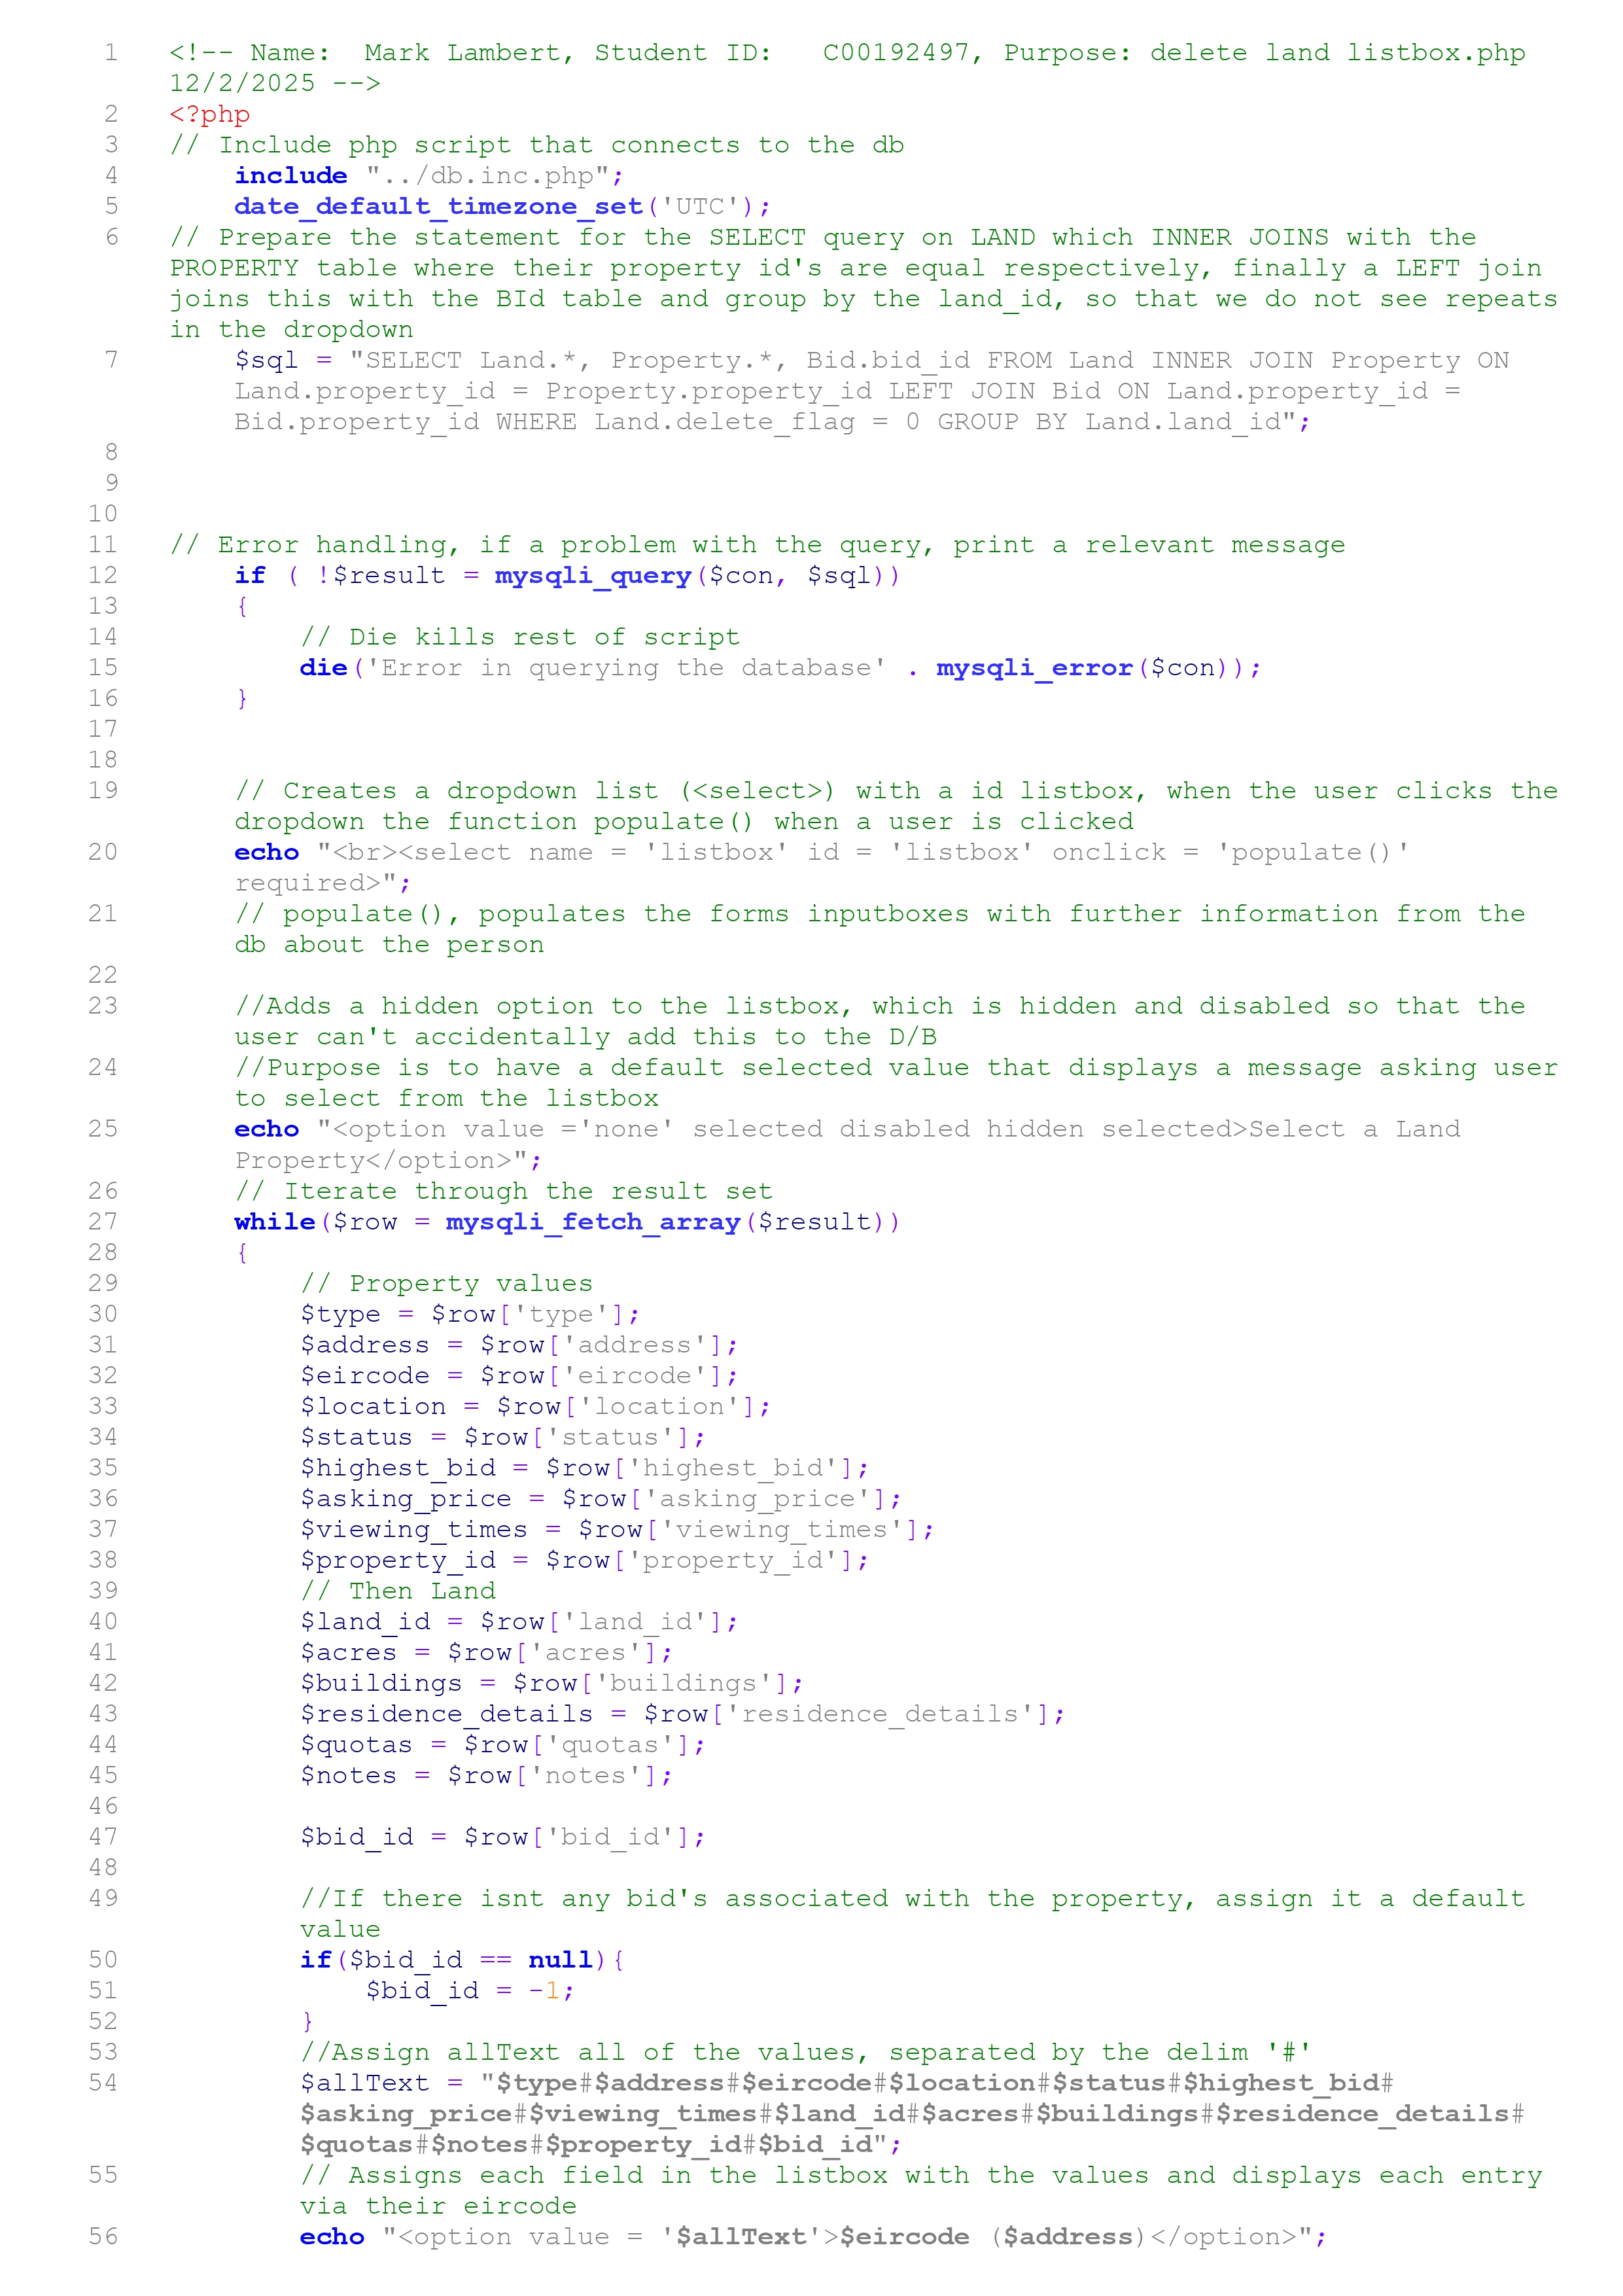 1 <!-- Name:  Mark Lambert, Student ID:   C00192497, Purpose: delete land listbox.php
12/2/2025 -->
2 <?php
3 // Include php script that connects to the db
4 include "../db.inc.php";
5 date_default_timezone_set('UTC');
6 // Prepare the statement for the SELECT query on LAND which INNER JOINS with the
PROPERTY table where their property id's are equal respectively, finally a LEFT join
joins this with the BId table and group by the land_id, so that we do not see repeats
in the dropdown
7 $sql = "SELECT Land.*, Property.*, Bid.bid_id FROM Land INNER JOIN Property ON
Land.property_id = Property.property_id LEFT JOIN Bid ON Land.property_id =
Bid.property_id WHERE Land.delete_flag = 0 GROUP BY Land.land_id";
8
9
10
11 // Error handling, if a problem with the query, print a relevant message
12 if ( !$result = mysqli_query($con, $sql))
13 {
14 // Die kills rest of script
15 die('Error in querying the database' . mysqli_error($con));
16 }
17
18
19 // Creates a dropdown list (<select>) with a id listbox, when the user clicks the
dropdown the function populate() when a user is clicked
20 echo "<br><select name = 'listbox' id = 'listbox' onclick = 'populate()'
required>";
21 // populate(), populates the forms inputboxes with further information from the
db about the person
22
23 //Adds a hidden option to the listbox, which is hidden and disabled so that the
user can't accidentally add this to the D/B
24 //Purpose is to have a default selected value that displays a message asking user
to select from the listbox
25 echo "<option value ='none' selected disabled hidden selected>Select a Land
Property</option>";
26 // Iterate through the result set
27 while($row = mysqli_fetch_array($result))
28 {
29 // Property values
30 $type = $row['type'];
31 $address = $row['address'];
32 $eircode = $row['eircode'];
33 $location = $row['location'];
34 $status = $row['status'];
35 $highest_bid = $row['highest_bid'];
36 $asking_price = $row['asking_price'];
37 $viewing_times = $row['viewing_times'];
38 $property_id = $row['property_id'];
39 // Then Land
40 $land_id = $row['land_id'];
41 $acres = $row['acres'];
42 $buildings = $row['buildings'];
43 $residence_details = $row['residence_details'];
44 $quotas = $row['quotas'];
45 $notes = $row['notes'];
46
47 $bid_id = $row['bid_id'];
48
49 //If there isnt any bid's associated with the property, assign it a default
value
50 if($bid_id == null){
51 $bid_id = -1;
52 }
53 //Assign allText all of the values, separated by the delim '#'
54 $allText = "$type#$address#$eircode#$location#$status#$highest_bid#
$asking_price#$viewing_times#$land_id#$acres#$buildings#$residence_details#
$quotas#$notes#$property_id#$bid_id";
55 // Assigns each field in the listbox with the values and displays each entry
via their eircode
56 echo "<option value = '$allText'>$eircode ($address)</option>";